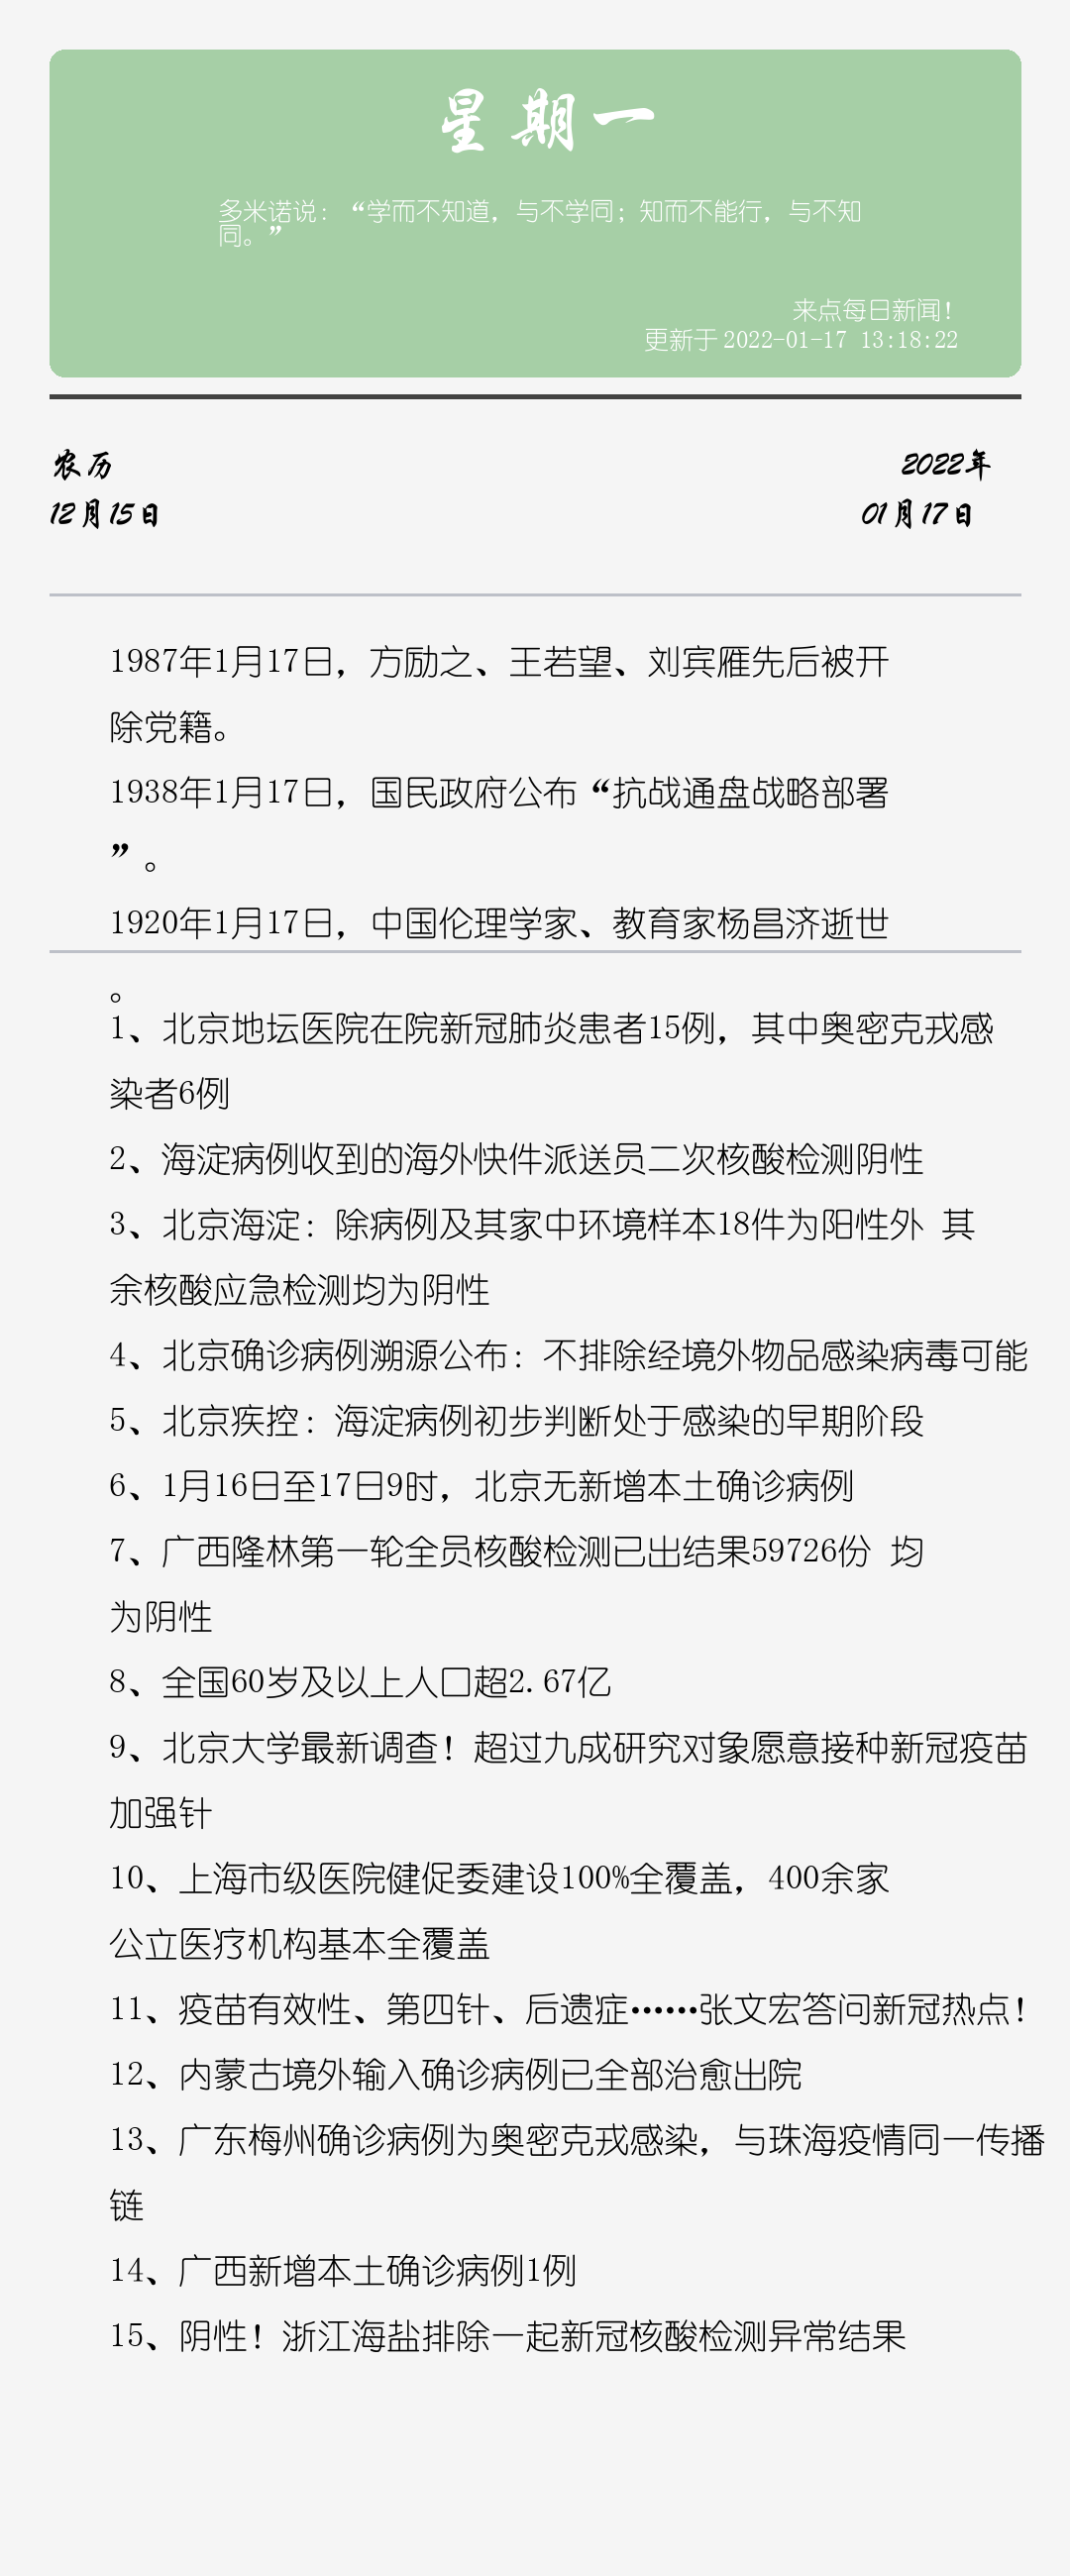 星期一
多米诺说：“学而不知道，与不学同；知而不能行，与不知
同。”
来点每日新闻！
更新于2022-01-17 13:18:22
农历
2022年
12月15日
01月17日
1987年1月17日，方励之、王若望、刘宾雁先后被开
除党籍。
1938年1月17日，国民政府公布“抗战通盘战略部署
”。
1920年1月17日，中国伦理学家、教育家杨昌济逝世
。
1、北京地坛医院在院新冠肺炎患者15例，其中奥密克戎感
染者6例
2、海淀病例收到的海外快件派送员二次核酸检测阴性
3、北京海淀：除病例及其家中环境样本18件为阳性外 其
余核酸应急检测均为阴性
4、北京确诊病例溯源公布：不排除经境外物品感染病毒可能
5、北京疾控：海淀病例初步判断处于感染的早期阶段
6、1月16日至17日9时，北京无新增本土确诊病例
7、广西隆林第一轮全员核酸检测已出结果59726份 均
为阴性
8、全国60岁及以上人口超2.67亿
9、北京大学最新调查！超过九成研究对象愿意接种新冠疫苗
加强针
10、上海市级医院健促委建设100%全覆盖，400余家
公立医疗机构基本全覆盖
11、疫苗有效性、第四针、后遗症……张文宏答问新冠热点！
12、内蒙古境外输入确诊病例已全部治愈出院
13、广东梅州确诊病例为奥密克戎感染，与珠海疫情同一传播
链
14、广西新增本土确诊病例1例
15、阴性！浙江海盐排除一起新冠核酸检测异常结果